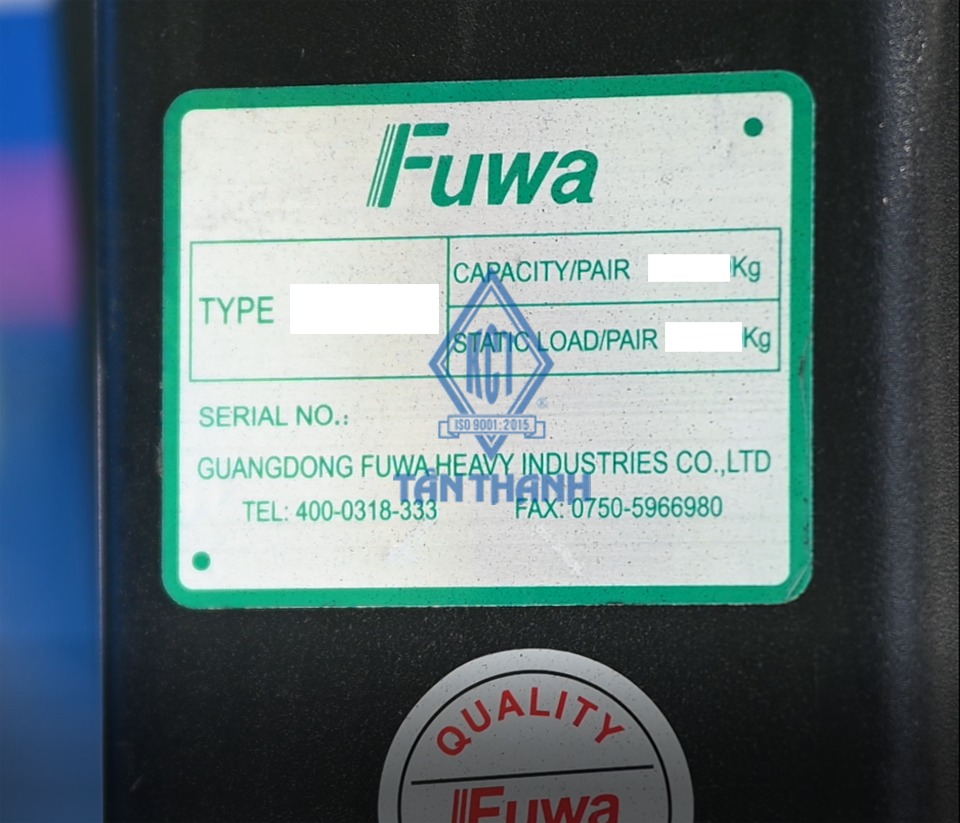 Fuwa
TYPE
CAPACITY/PAIR Kg
STATIC LOAD/PAIR Kg
KCT
®
ISO 9001:2015
SERIAL NO.:
GUANGDONG FUWA HEAVY INDUSTRIES CO.,LTD
TÂN THANH
TEL: 400-0318-333 FAX: 0750-5966980
QUALITY
Fuwa